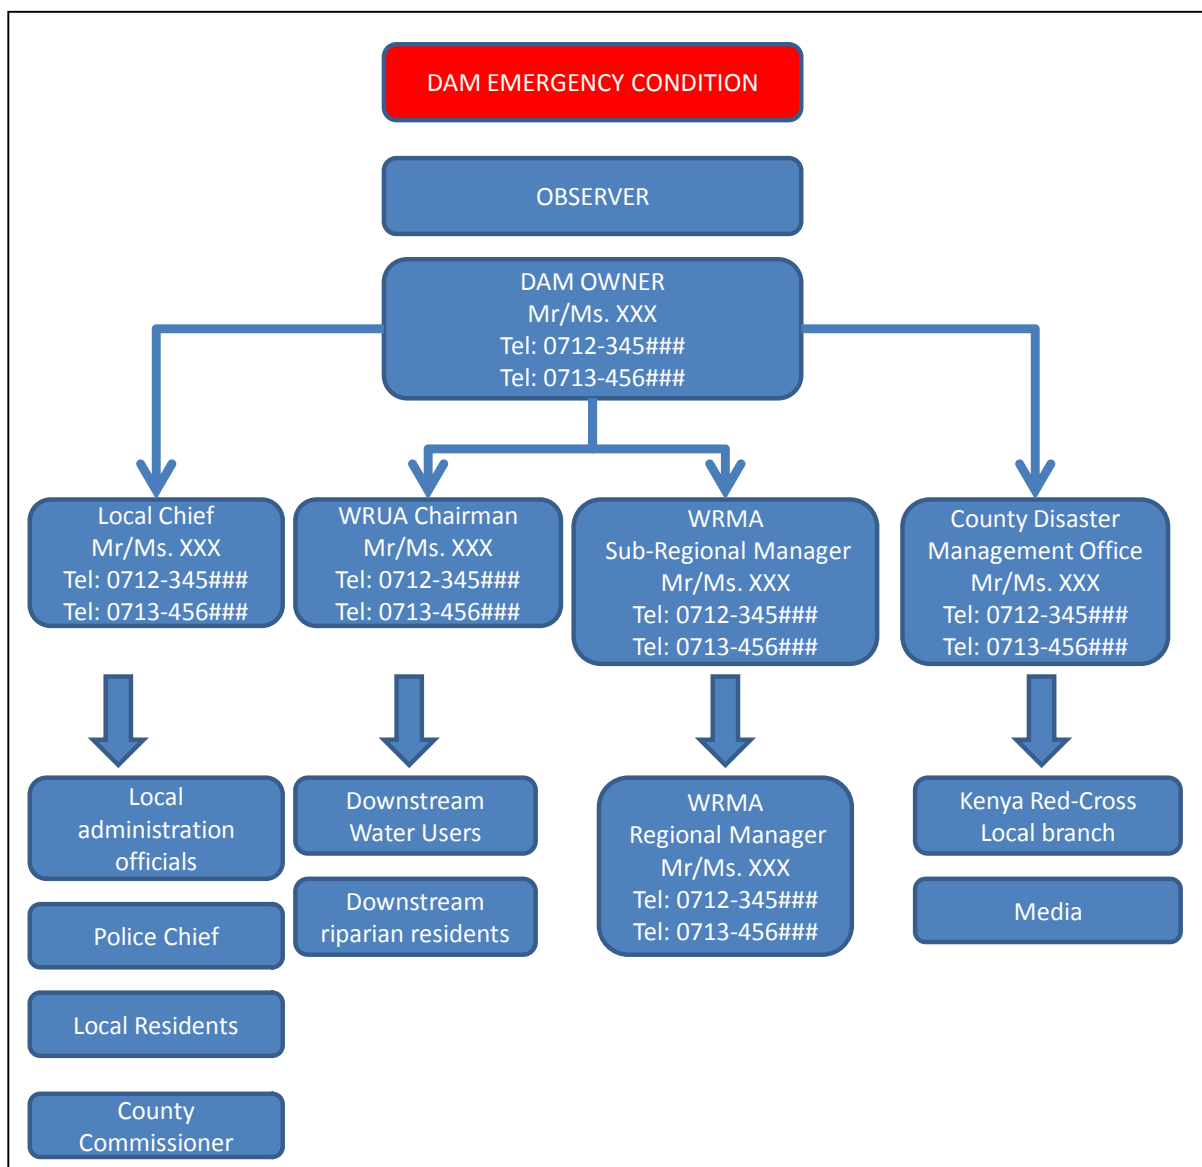 DAM EMERGENCY CONDITION
OBSERVER
DAM OWNER
Mr/Ms. XXX
Tel: 0712-345###
Tel: 0713-456###
Local Chief
Mr/Ms. XXX
Tel: 0712-345###
Tel: 0713-456###
WRUA Chairman
Mr/Ms. XXX
Tel: 0712-345###
Tel: 0713-456###
WRMA
Sub-Regional Manager
Mr/Ms. XXX
Tel: 0712-345###
Tel: 0713-456###
County Disaster
Management Office
Mr/Ms. XXX
Tel: 0712-345###
Tel: 0713-456###
Local
administration
officials
Police Chief
Local Residents
County
Commissioner
Downstream
Water Users
Downstream
riparian residents
WRMA
Regional Manager
Mr/Ms. XXX
Tel: 0712-345###
Tel: 0713-456###
Kenya Red-Cross
Local branch
Media